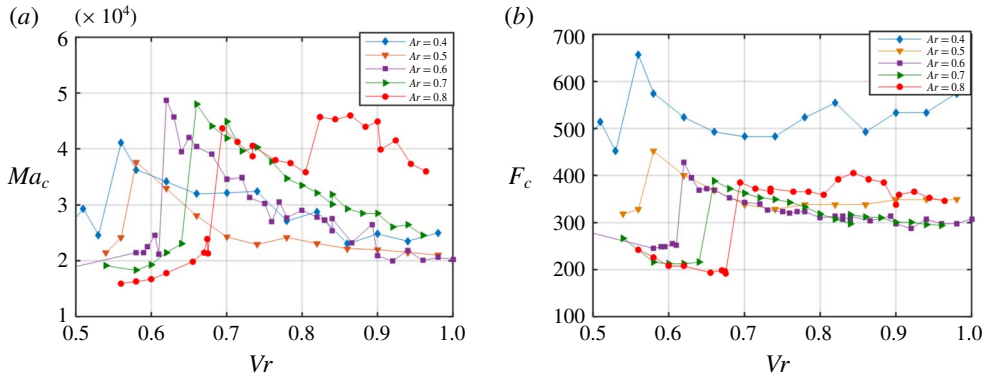 (a) (× 10⁴)
6
5
4
3
2
1
Ma_c
Ar = 0.4
Ar = 0.5
Ar = 0.6
Ar = 0.7
Ar = 0.8
0.5 0.6 0.7 0.8 0.9 1.0
Vr
(b)
700
600
500
400
300
200
100
F_c
Ar = 0.4
Ar = 0.5
Ar = 0.6
Ar = 0.7
Ar = 0.8
0.5 0.6 0.7 0.8 0.9 1.0
Vr